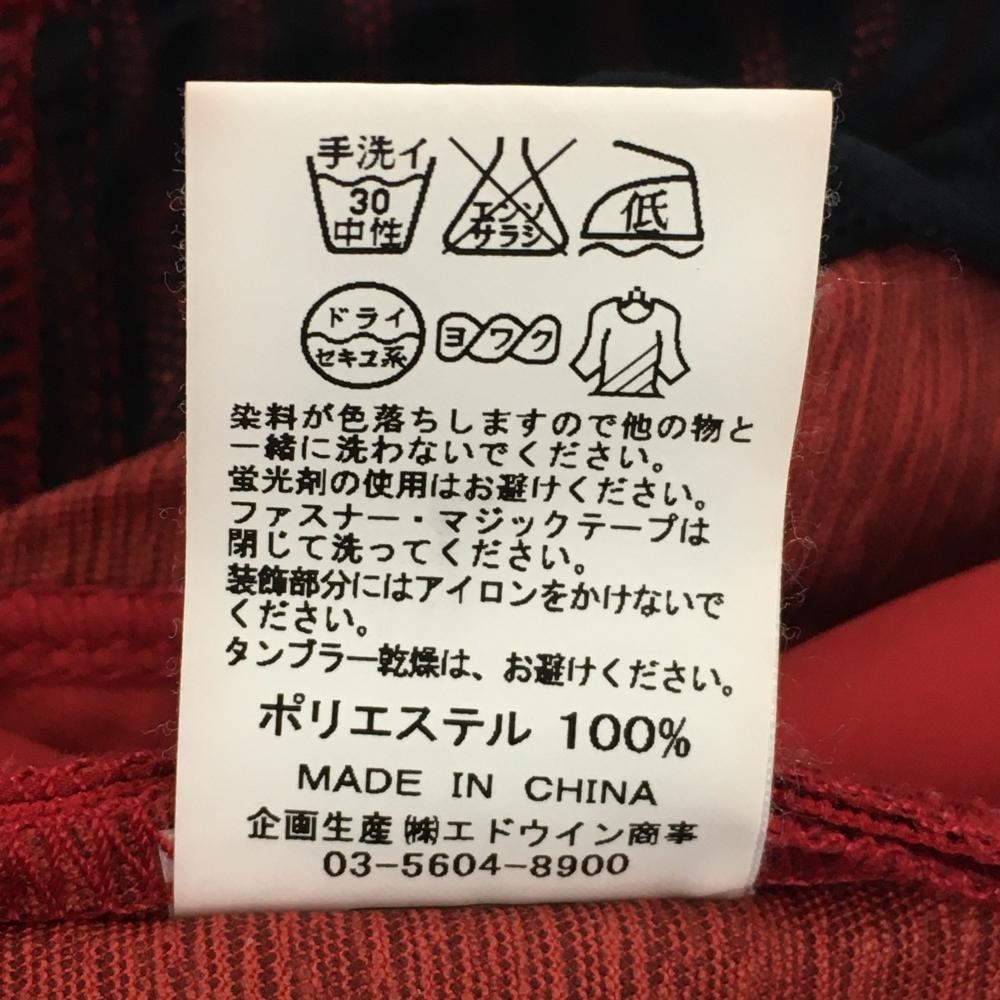 手洗イ
30
中性
エンソ
サラシ
低
ドライ
セキユ系
ヨワク
染料が色落ちしますので他の物と
一緒に洗わないでください。
蛍光剤の使用はお避けください。
ファスナー・マジックテープは
閉じて洗ってください。
装飾部分にはアイロンをかけないで
ください。
タンブラー乾燥は、お避けください。
ポリエステル 100%
MADE IN CHINA
企画生産㈱エドウイン商事
03-5604-8900